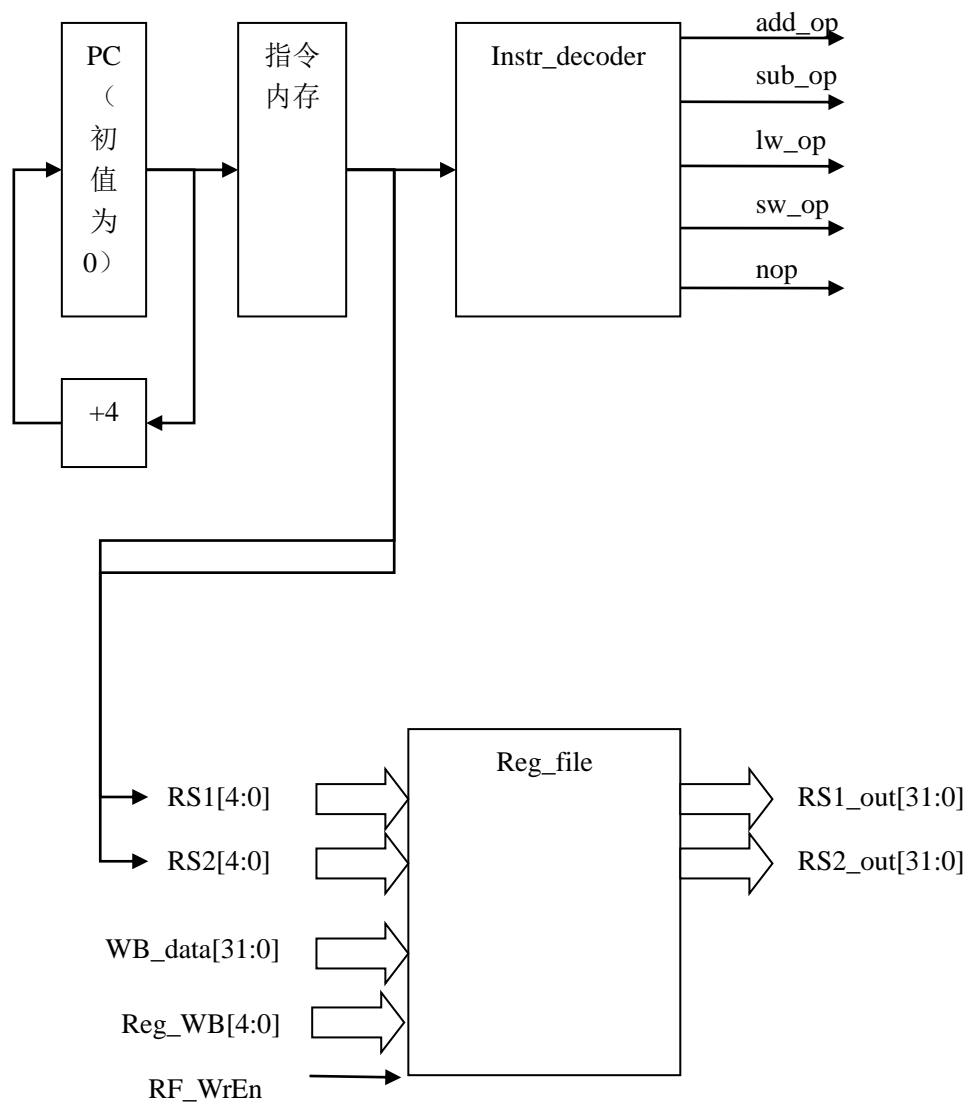 PC
（
初
值
为
0）
指令
内存
Instr_decoder
add_op
sub_op
lw_op
sw_op
nop
+4
Reg_file
RS1[4:0]
RS2[4:0]
WB_data[31:0]
Reg_WB[4:0]
RF_WrEn
RS1_out[31:0]
RS2_out[31:0]